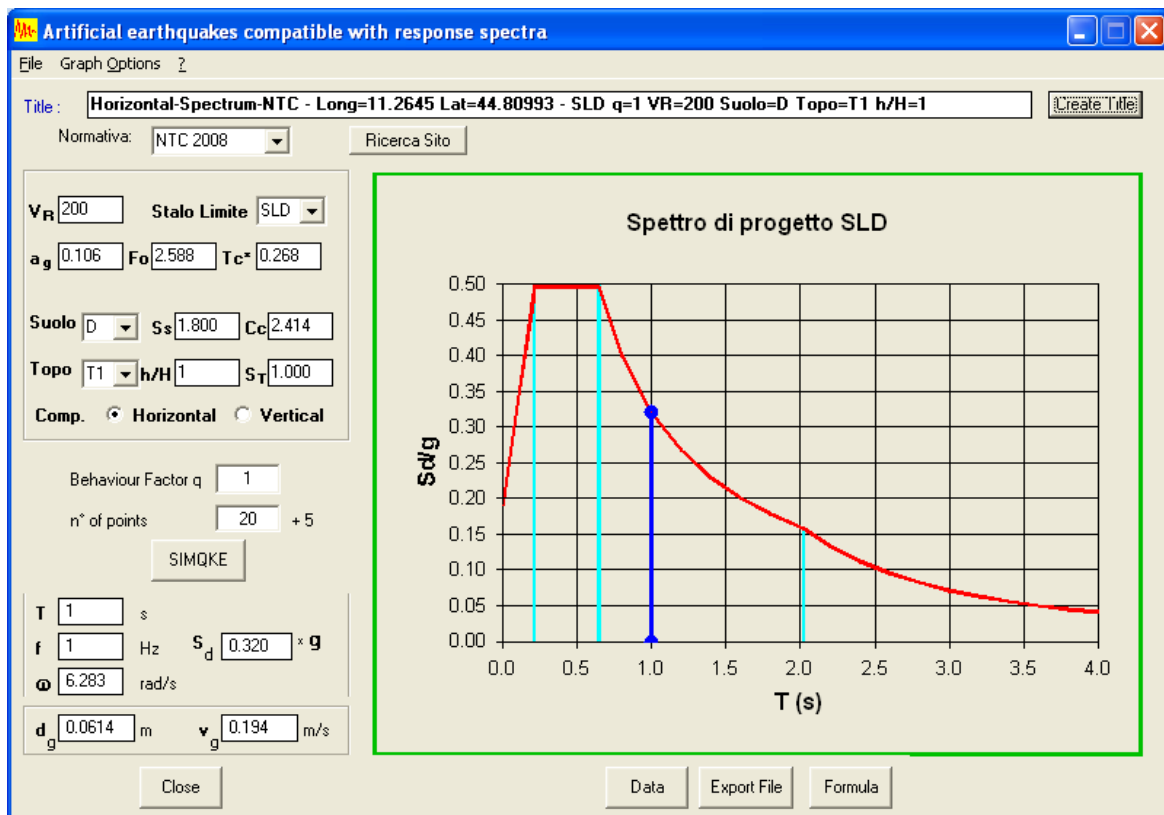 Artificial earthquakes compatible with response spectra
File Graph Options ?
Title : Horizontal-Spectrum-NTC - Long=11.2645 Lat=44.80993 - SLD q=1 VR=200 Suolo=D Topo=T1 h/H=1 Create Title
Normativa: NTC 2008 Ricerca Sito
VR 200 Stalo Limite SLD
ag 0.106 Fo 2.588 Tc* 0.268
Suolo D Ss 1.800 Cc 2.414
Topo T1 h/H 1 ST 1.000
Comp. Horizontal Vertical
Behaviour Factor q 1
n° of points 20 + 5
SIMQKE
T 1 s
f 1 Hz Sd 0.320 x g
ω 6.283 rad/s
dg 0.0614 m vg 0.194 m/s
Close
Spettro di progetto SLD
Sd/g
0.50
0.45
0.40
0.35
0.30
0.25
0.20
0.15
0.10
0.05
0.00
0.0 0.5 1.0 1.5 2.0 2.5 3.0 3.5 4.0
T (s)
Data Export File Formula